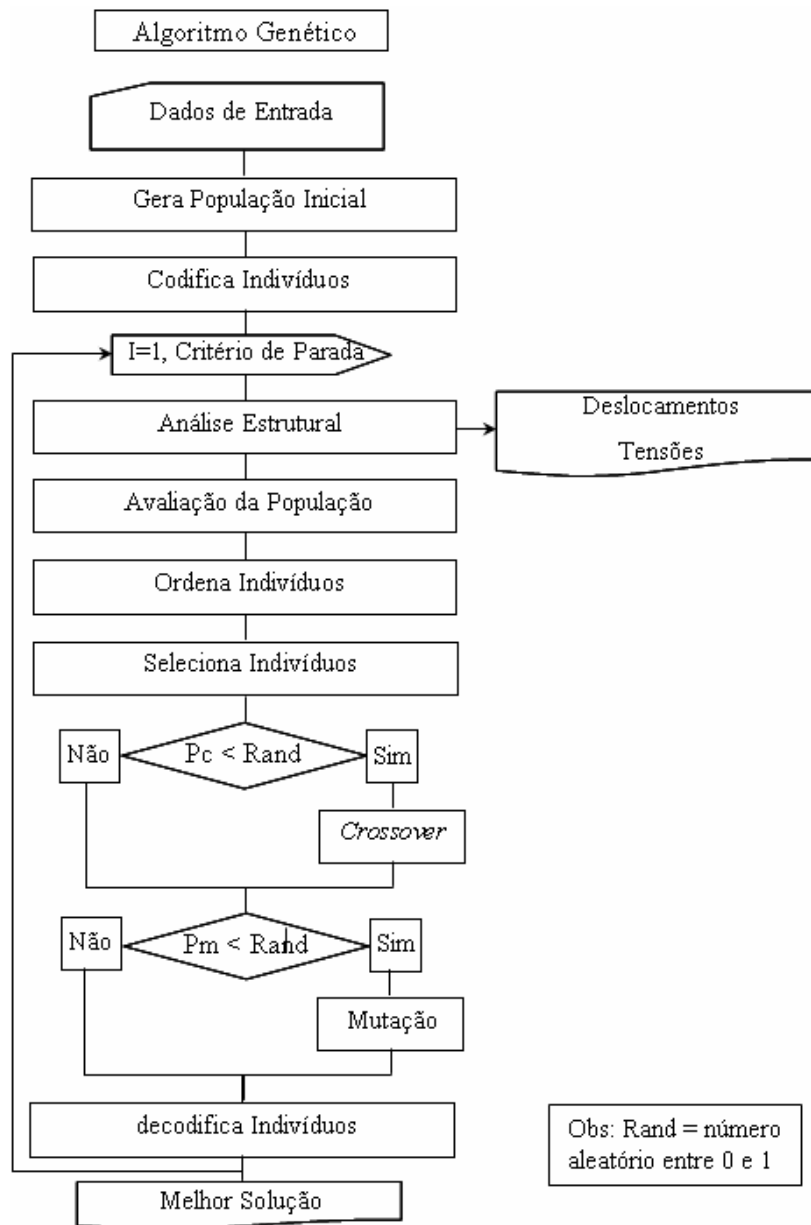 Algoritmo Genético
Dados de Entrada
Gera População Inicial
Codifica Indivíduos
I=1, Critério de Parada
Análise Estrutural
Deslocamentos
Tensões
Avaliação da População
Ordena Indivíduos
Seleciona Indivíduos
Não
Pc < Rand
Sim
Crossover
Não
Pm < Rand
Sim
Mutação
decodifica Indivíduos
Obs: Rand = número
aleatório entre 0 e 1
Melhor Solução